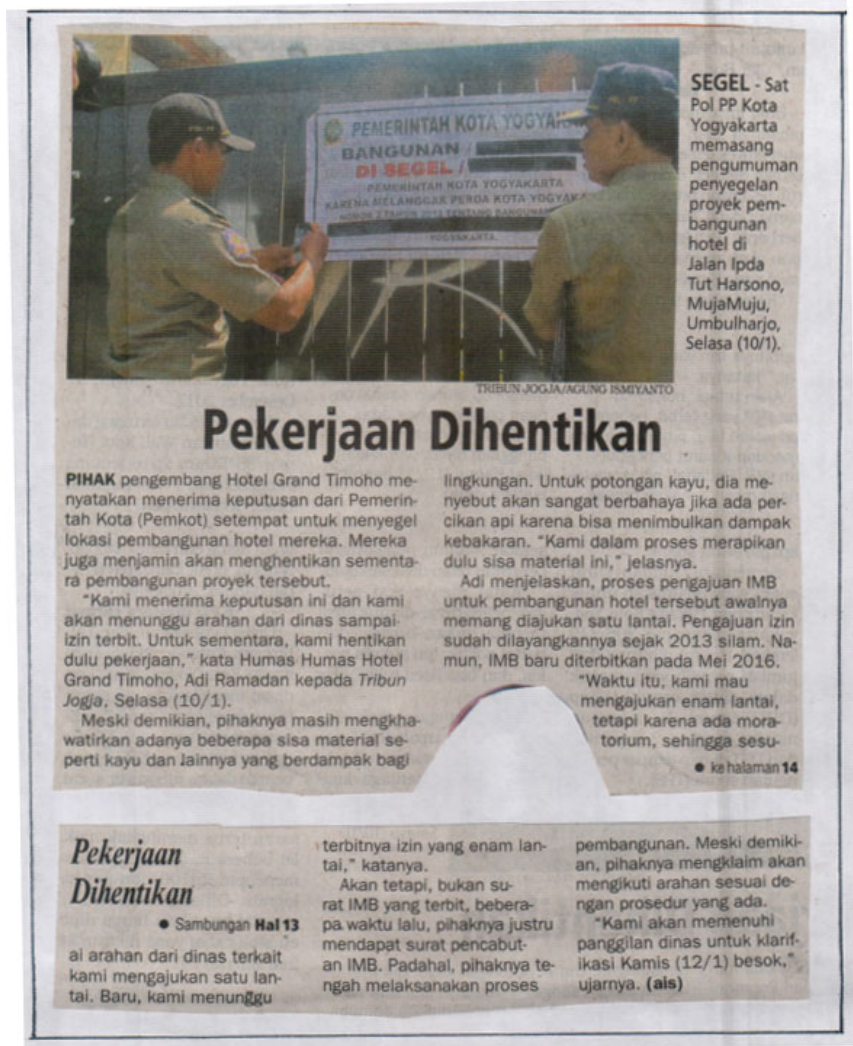 PEMERINTAH KOTA YOGYAKA
BANGUNAN /
DI SEGEL /
PEMERINTAH KOTA YOGYAKARTA
KARENA MELANGGAR PERDA KOTA YOGYAKA
NOMOR 2 TAHUN 2012 TENTANG BANGUNAN
YOGYAKARTA
SEGEL - Sat
Pol PP Kota
Yogyakarta
memasang
pengumuman
penyegelan
proyek pem-
bangunan
hotel di
Jalan Ipda
Tut Harsono,
MujaMuju,
Umbulharjo,
Selasa (10/1).
TRIBUN JOGJA/AGUNG ISMIYANTO
Pekerjaan Dihentikan
PIHAK pengembang Hotel Grand Timoho me-
nyatakan menerima keputusan dari Pemerin-
tah Kota (Pemkot) setempat untuk menyegel
lokasi pembangunan hotel mereka. Mereka
juga menjamin akan menghentikan sementa-
ra pembangunan proyek tersebut.
"Kami menerima keputusan ini dan kami
akan menunggu arahan dari dinas sampai
izin terbit. Untuk sementara, kami hentikan
dulu pekerjaan," kata Humas Humas Hotel
Grand Timoho, Adi Ramadan kepada Tribun
Jogja, Selasa (10/1).
Meski demikian, pihaknya masih mengkha-
watirkan adanya beberapa sisa material se-
perti kayu dan lainnya yang berdampak bagi
lingkungan. Untuk potongan kayu, dia me-
nyebut akan sangat berbahaya jika ada per-
cikan api karena bisa menimbulkan dampak
kebakaran. "Kami dalam proses merapikan
dulu sisa material ini," jelasnya.
Adi menjelaskan, proses pengajuan IMB
untuk pembangunan hotel tersebut awalnya
memang diajukan satu lantai. Pengajuan izin
sudah dilayangkannya sejak 2013 silam. Na-
mun, IMB baru diterbitkan pada Mei 2016.
"Waktu itu, kami mau
mengajukan enam lantai,
tetapi karena ada mora-
torium, sehingga sesu-
● ke halaman 14
Pekerjaan
Dihentikan
● Sambungan Hal 13
ai arahan dari dinas terkait
kami mengajukan satu lan-
tai. Baru, kami menunggu
terbitnya izin yang enam lan-
tai," katanya.
Akan tetapi, bukan su-
rat IMB yang terbit, bebera-
pa waktu lalu, pihaknya justru
mendapat surat pencabut-
an IMB. Padahal, pihaknya te-
ngah melaksanakan proses
pembangunan. Meski demiki-
an, pihaknya mengklaim akan
mengikuti arahan sesuai de-
ngan prosedur yang ada.
"Kami akan memenuhi
panggilan dinas untuk klarif-
ikasi Kamis (12/1) besok,"
ujarnya. (ais)